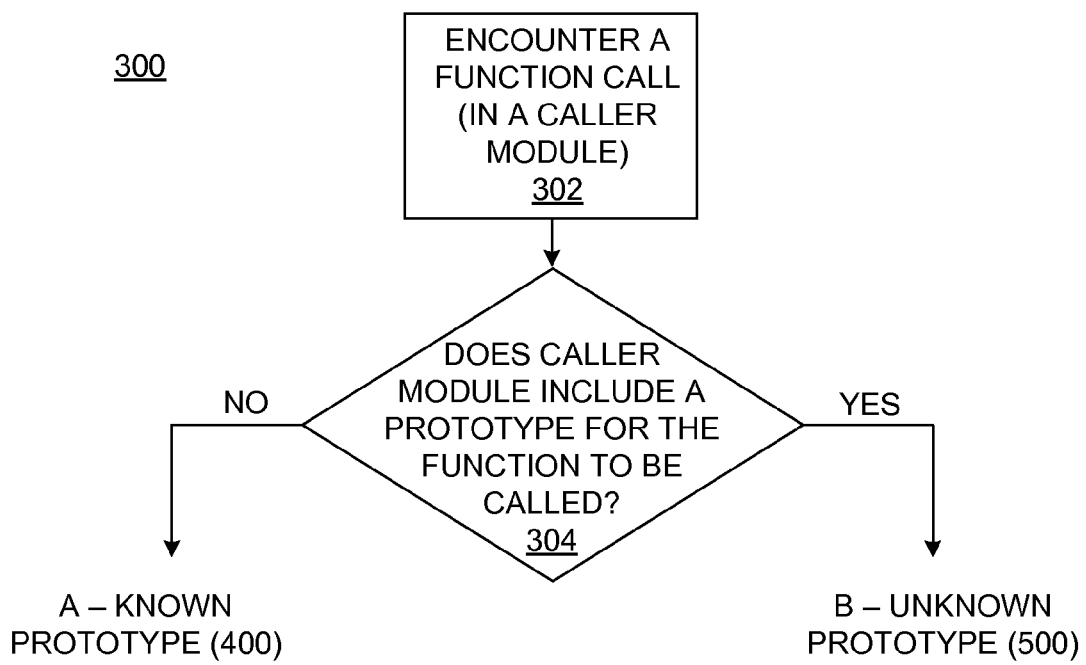 300
ENCOUNTER A
FUNCTION CALL
(IN A CALLER
MODULE)
302
DOES CALLER
MODULE INCLUDE A
PROTOTYPE FOR THE
FUNCTION TO BE
CALLED?
304
NO
YES
A – KNOWN
PROTOTYPE (400)
B – UNKNOWN
PROTOTYPE (500)